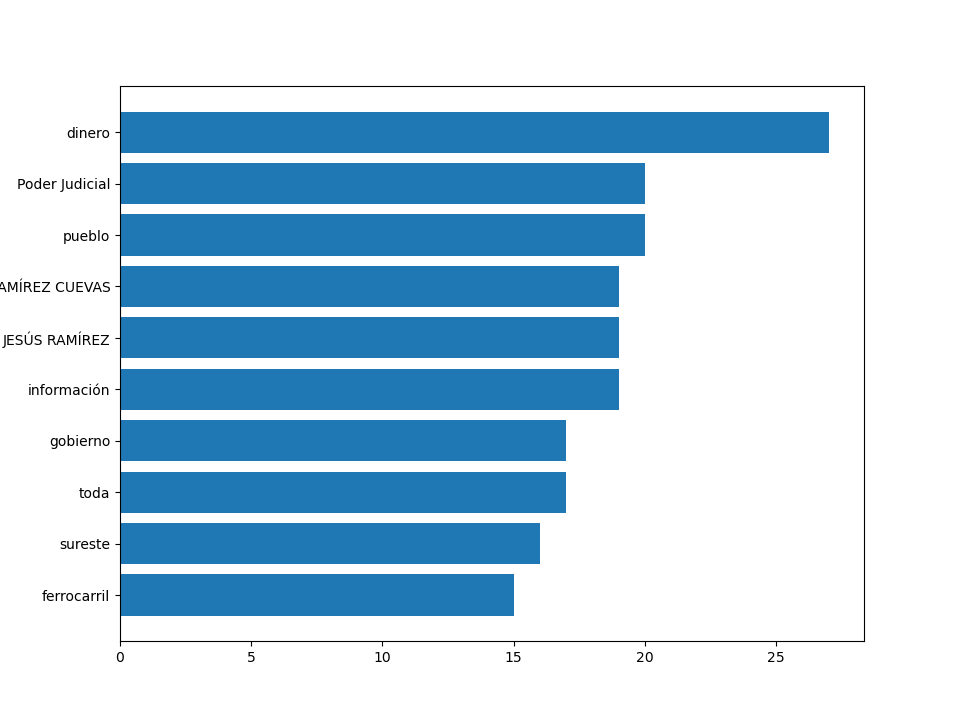 dinero
Poder Judicial
pueblo
AMÍREZ CUEVAS
JESÚS RAMÍREZ
información
gobierno
toda
sureste
ferrocarril
0 5 10 15 20 25